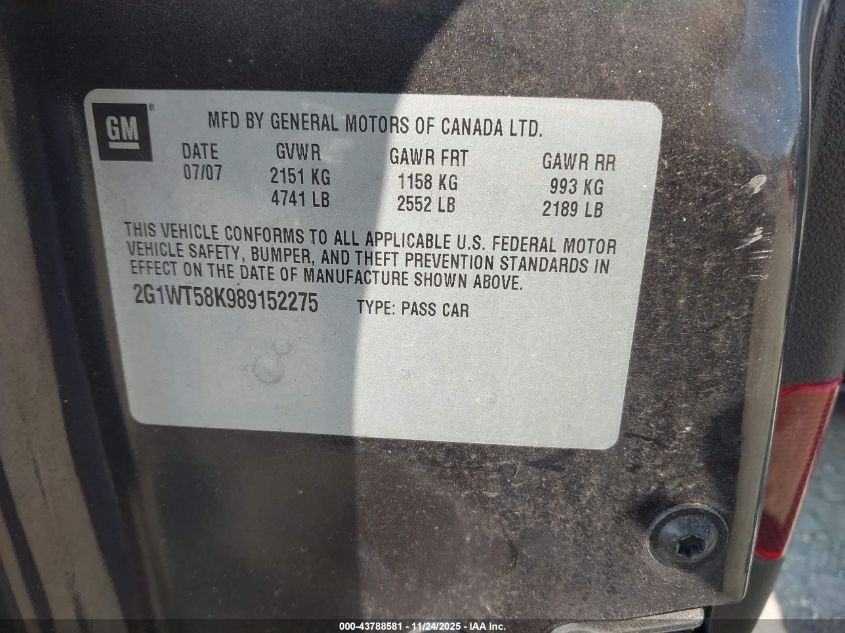 GM ®
MFD BY GENERAL MOTORS OF CANADA LTD.
DATE GVWR GAWR FRT GAWR RR
07/07 2151 KG 1158 KG 993 KG
4741 LB 2552 LB 2189 LB
THIS VEHICLE CONFORMS TO ALL APPLICABLE U.S. FEDERAL MOTOR
VEHICLE SAFETY, BUMPER, AND THEFT PREVENTION STANDARDS IN
EFFECT ON THE DATE OF MANUFACTURE SHOWN ABOVE.
2G1WT58K989152275 TYPE: PASS CAR
000-43788581 - 11/24/2025 - IAA Inc.